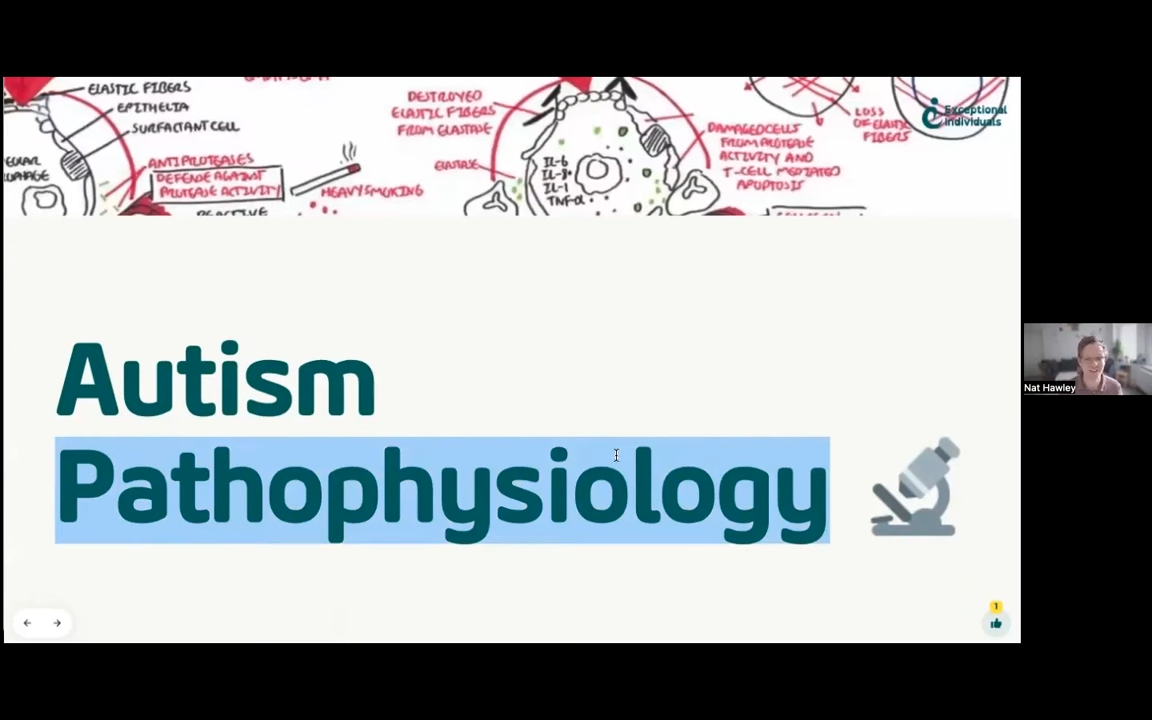 ELASTIC FIBERS
EPITHELIA
SURFACTANT CELL
ANTIPROTEASES
DEFENSE AGAINST
PROTEASE ACTIVITY
HEAVY SMOKING
REACTIVE
DESTROYED
ELASTIC FIBERS
FROM ELASTASE
ELASTASE
IL-6
IL-8
IL-1
TNF-α
DAMAGED CELLS
FROM PROTEASE
ACTIVITY AND
T-CELL MEDIATED
APOPTOSIS
LOSS
OF ELASTIC
FIBERS
Exceptional
Individuals
Autism
Pathophysiology
1
Nat Hawley